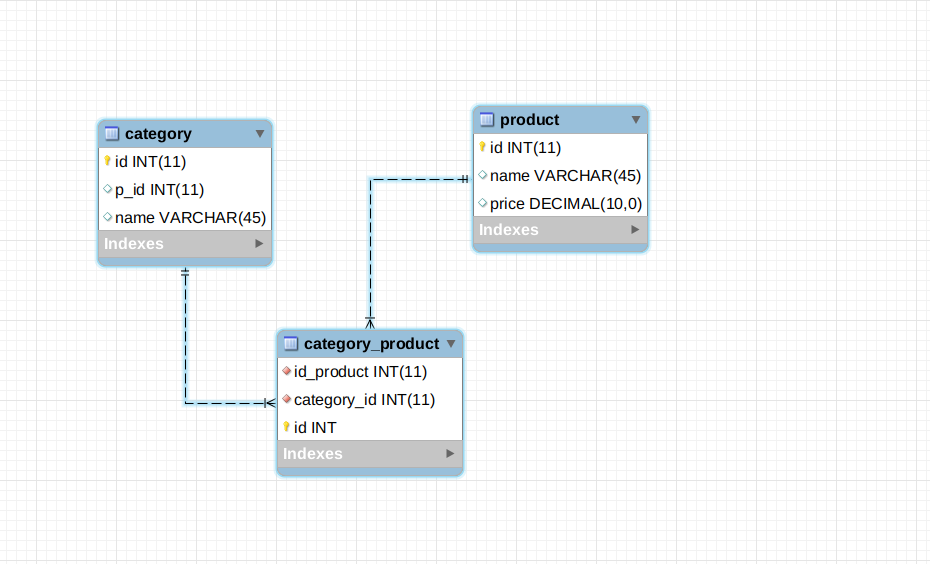 category
id INT(11)
p_id INT(11)
name VARCHAR(45)
Indexes
product
id INT(11)
name VARCHAR(45)
price DECIMAL(10,0)
Indexes
category_product
id_product INT(11)
category_id INT(11)
id INT
Indexes